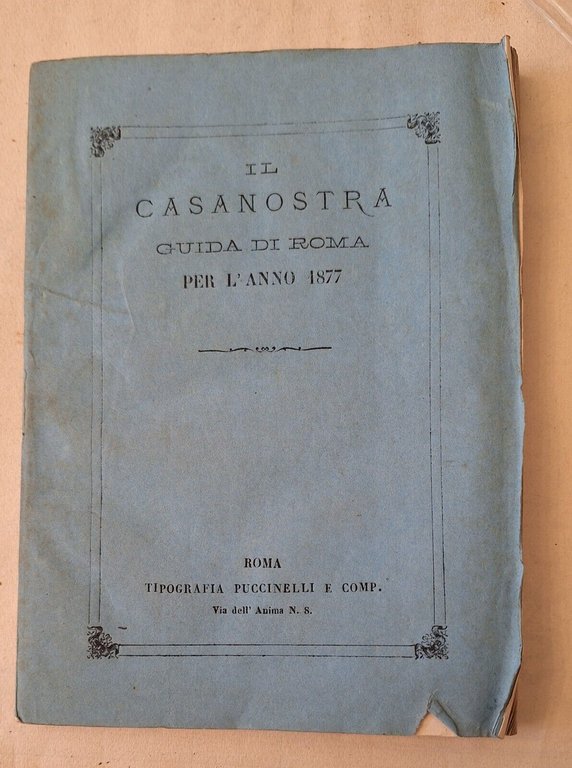 IL
CASANOSTRA
GUIDA DI ROMA
PER L'ANNO 1877
ROMA
TIPOGRAFIA PUCCINELLI E COMP.
Via dell' Anima N. 8.